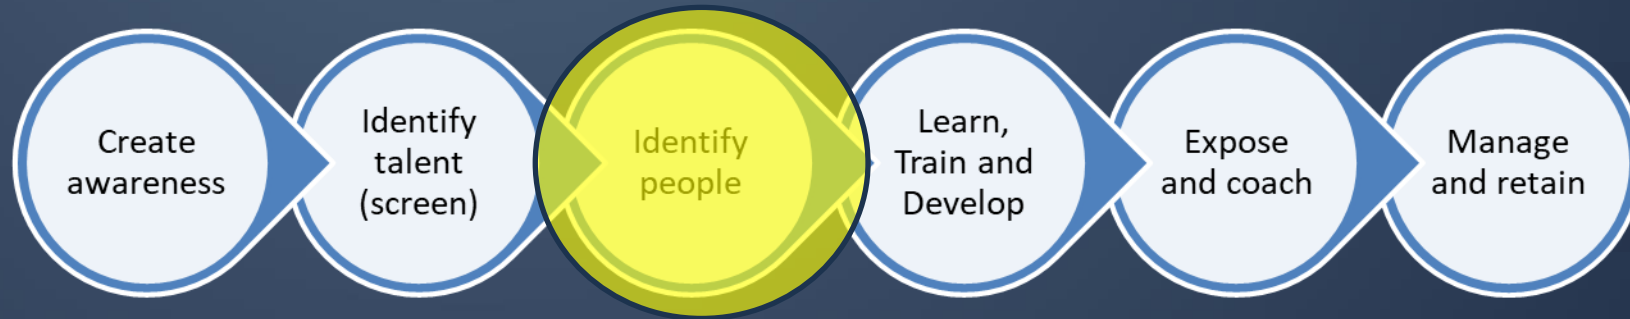 Create
awareness
Identify
talent
(screen)
Identify
people
Learn,
Train and
Develop
Expose
and coach
Manage
and retain